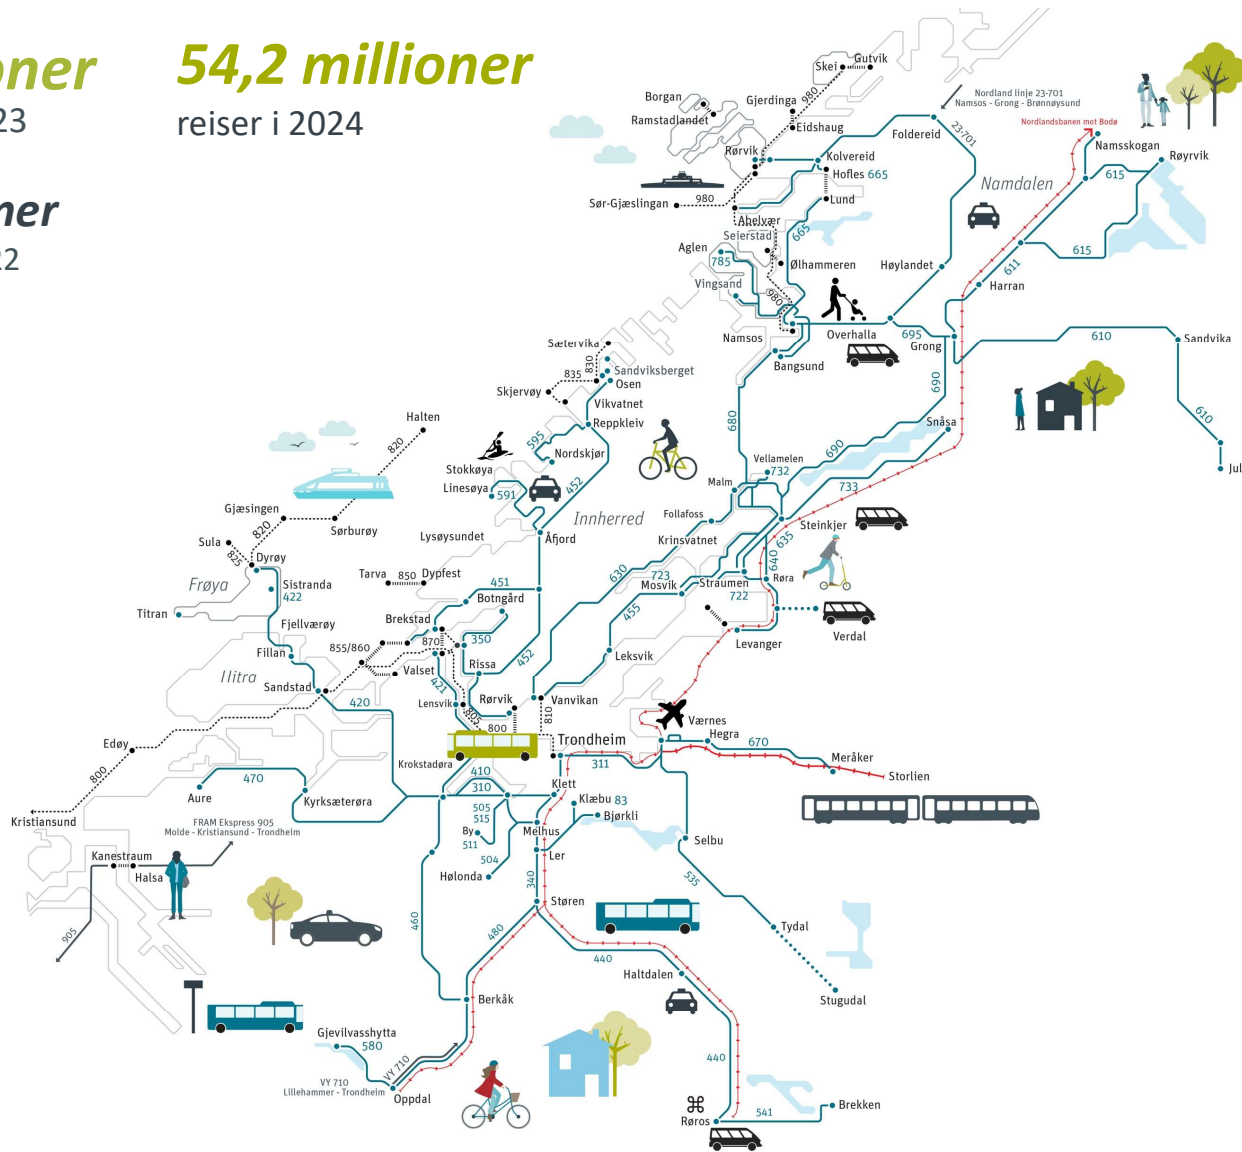 oner
54,2 millioner
23
reiser i 2024
ner
22
Skei
Gutvik
980
Borgan
Gjerdinga
Ramstadlandet
Eidshaug
Nordland linje 23-701
Namsos - Grong - Brønnøysund
Nordlandsbanen mot Bodø
Foldereid
23-701
Namsskogan
Rørvik
Kolvereid
Røyrvik
Hofles 665
615
Namdalen
Sør-Gjæslingan
980
Lund
Abelvær
665
Seierstad
Aglen
785
615
Ølhammeren
Høylandet
611
Vingsand
980
Harran
Namsos
Overhalla
695
Grong
610
Sandvika
Sætervika
830
Bangsund
835
Sandviksberget
Osen
690
Skjervøy
Vikvatnet
Halten
Reppkleiv
680
610
Snåsa
820
595
690
Nordskjør
Vellamelen
732
Stokkøya
Jul
Linesøya
591
452
Malm
733
Gjæsingen
Follafoss
Innherred
Sørburøy
Steinkjer
820
Sula
Lysøysundet
Åfjord
Krinsvatnet
635
825
Dyrøy
640
Tarva
850
Dypfest
630
723
Røra
Frøya
Sistranda
451
Mosvik
Straumen
422
722
Botngård
Titran
455
Fjellværøy
Brekstad
Verdal
350
855/860
870
Levanger
Fillan
452
Leksvik
Hitra
Valset
Rissa
Sandstad
421
420
Lensvik
Rørvik
Vanvikan
805
810
Værnes
800
Hegra
Edøy
Trondheim
670
Meråker
Krokstadøra
311
Storlien
800
470
410
Klett
310
Aure
Kyrksæterøra
Klæbu 83
505
515
Bjørkli
Kristiansund
FRAM Ekspress 905
Molde - Kristiansund - Trondheim
By
Melhus
511
Selbu
Kanestraum
504
Ler
Halsa
Hølonda
340
535
Støren
460
480
905
Tydal
440
Haltdalen
Berkåk
Stugudal
Gjevilvasshytta
580
VY 710
440
VY 710
Lillehammer - Trondheim
Oppdal
Brekken
541
Røros